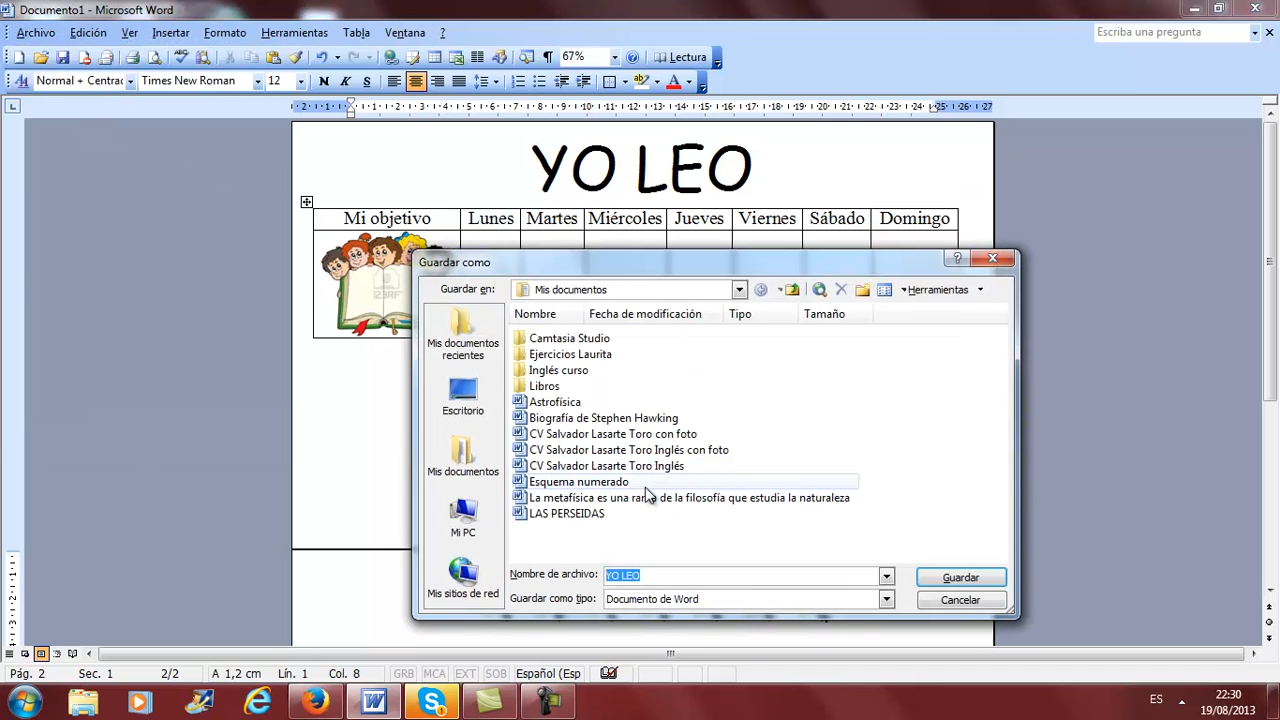 Documento1 - Microsoft Word
Archivo Edición Ver Insertar Formato Herramientas Tabla Ventana ? Escriba una pregunta
67% Lectura
Normal + Centrac Times New Roman 12 N K S
YO LEO
Mi objetivo Lunes Martes Miércoles Jueves Viernes Sábado Domingo
Guardar como
Guardar en: Mis documentos Herramientas
Nombre Fecha de modificación Tipo Tamaño
Mis documentos recientes
Escritorio
Mis documentos
Mi PC
Mis sitios de red
Camtasia Studio
Ejercicios Laurita
Inglés curso
Libros
Astrofísica
Biografía de Stephen Hawking
CV Salvador Lasarte Toro con foto
CV Salvador Lasarte Toro Inglés con foto
CV Salvador Lasarte Toro Inglés
Esquema numerado
La metafísica es una rama de la filosofía que estudia la naturaleza
LAS PERSEIDAS
Nombre de archivo: YO LEO Guardar
Guardar como tipo: Documento de Word Cancelar
Pág. 2 Sec. 1 2/2 A 1,2 cm Lín. 1 Col. 8 GRB MCA EXT SOB Español (Esp
ES 22:30
19/08/2013